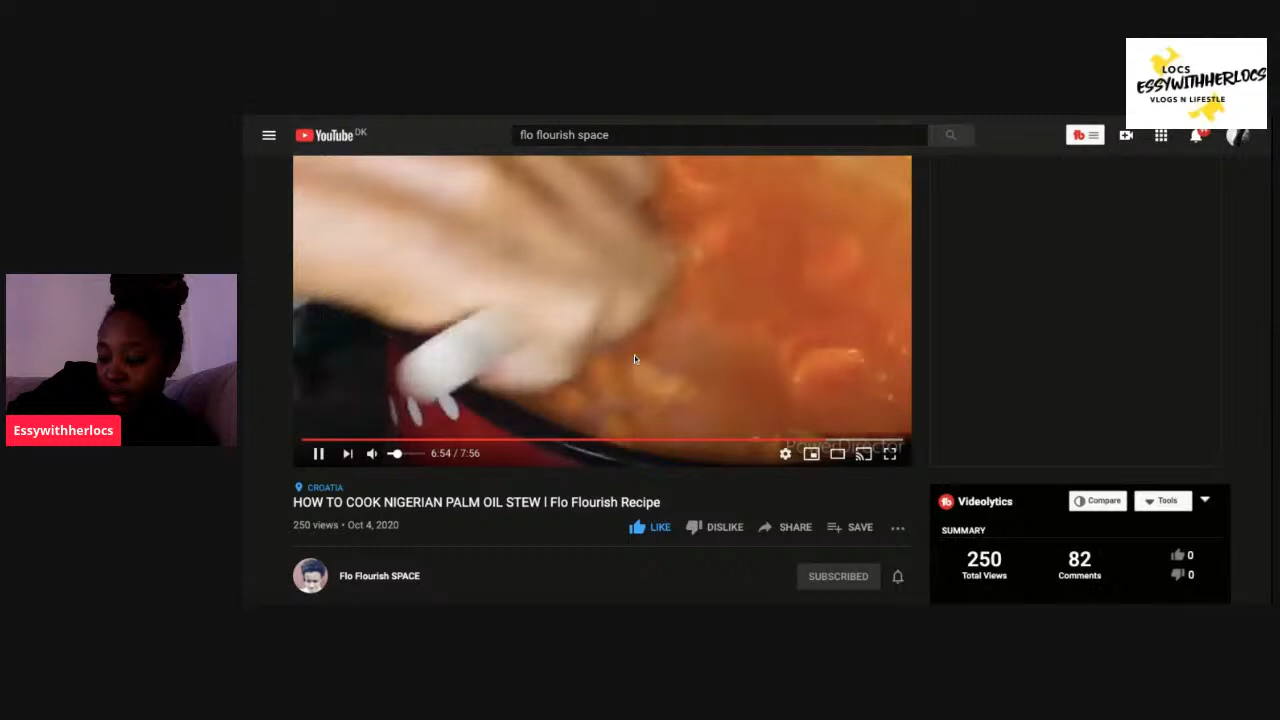 LOCS
ESSYWITHHERLOCS
VLOGS N LIFESTLE
YouTube DK
flo flourish space
PowerDirector
6.54 / 7:56
CROATIA
HOW TO COOK NIGERIAN PALM OIL STEW I Flo Flourish Recipe
250 views • Oct 4, 2020
LIKE
DISLIKE
SHARE
SAVE
Flo Flourish SPACE
SUBSCRIBED
Videolytics
Compare
Tools
SUMMARY
250
Total Views
82
Comments
0
0
Essywithherlocs